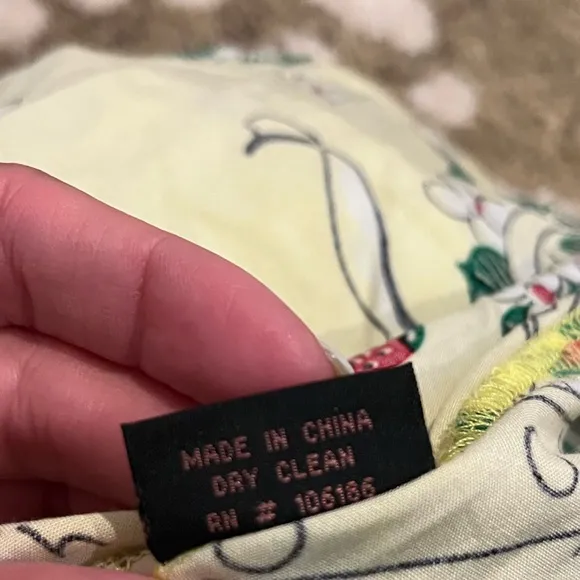 MADE IN CHINA
DRY CLEAN
RN # 106186